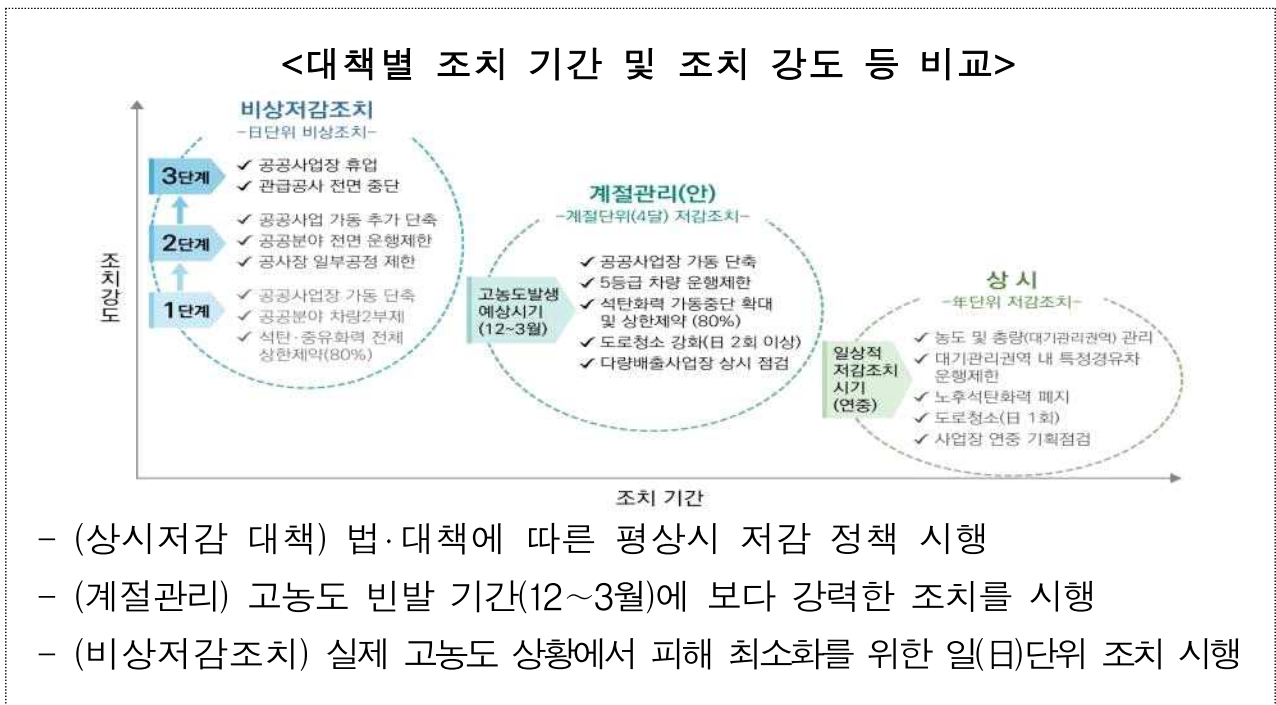 <대책별 조치 기간 및 조치 강도 등 비교>
비상저감조치
-日단위 비상조치-
3단계
✓ 공공사업장 휴업
✓ 관급공사 전면 중단
2단계
✓ 공공사업 가동 추가 단축
✓ 공공분야 전면 운행제한
✓ 공사장 일부공정 제한
1단계
✓ 공공사업장 가동 단축
✓ 공공분야 차량2부제
✓ 석탄·중유화력 전체
상한제약(80%)
조치강도
계절관리(안)
-계절단위(4달) 저감조치-
고농도발생
예상시기
(12~3월)
✓ 공공사업장 가동 단축
✓ 5등급 차량 운행제한
✓ 석탄화력 가동중단 확대
및 상한제약 (80%)
✓ 도로청소 강화(日 2회 이상)
✓ 다량배출사업장 상시 점검
상 시
-年단위 저감조치-
일상적
저감조치
시기
(연중)
✓ 농도 및 총량(대기관리권역) 관리
✓ 대기관리권역 내 특정경유차
운행제한
✓ 노후석탄화력 폐지
✓ 도로청소(日 1회)
✓ 사업장 연중 기획점검
조치 기간
- (상시저감 대책) 법·대책에 따른 평상시 저감 정책 시행
- (계절관리) 고농도 빈발 기간(12～3월)에 보다 강력한 조치를 시행
- (비상저감조치) 실제 고농도 상황에서 피해 최소화를 위한 일(日)단위 조치 시행